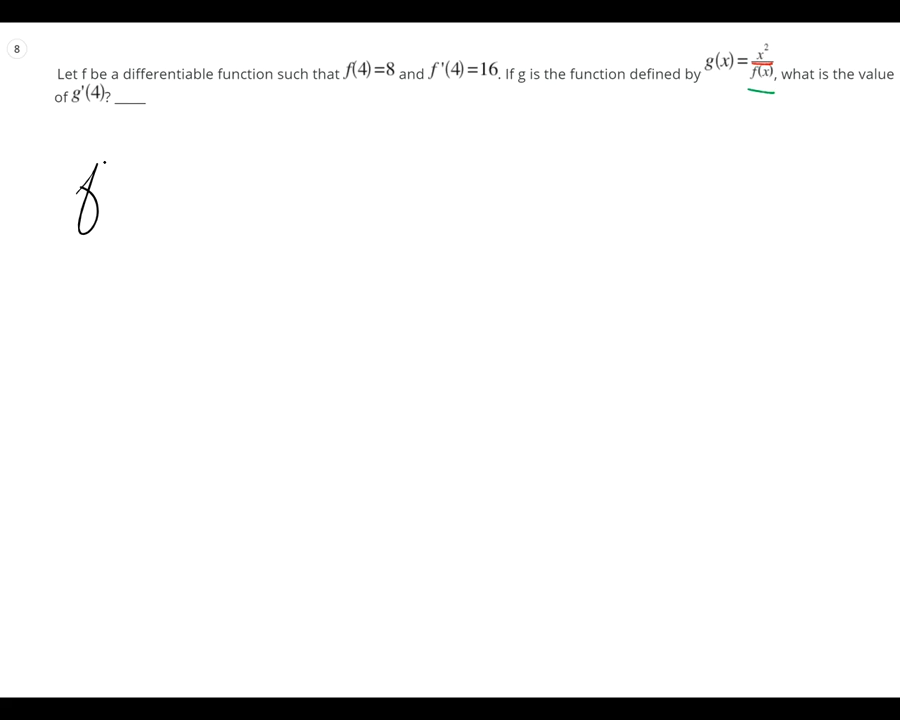 8
Let f be a differentiable function such that f(4)=8 and f'(4)=16. If g is the function defined by g(x)=x²/f(x), what is the value
of g'(4)? ____